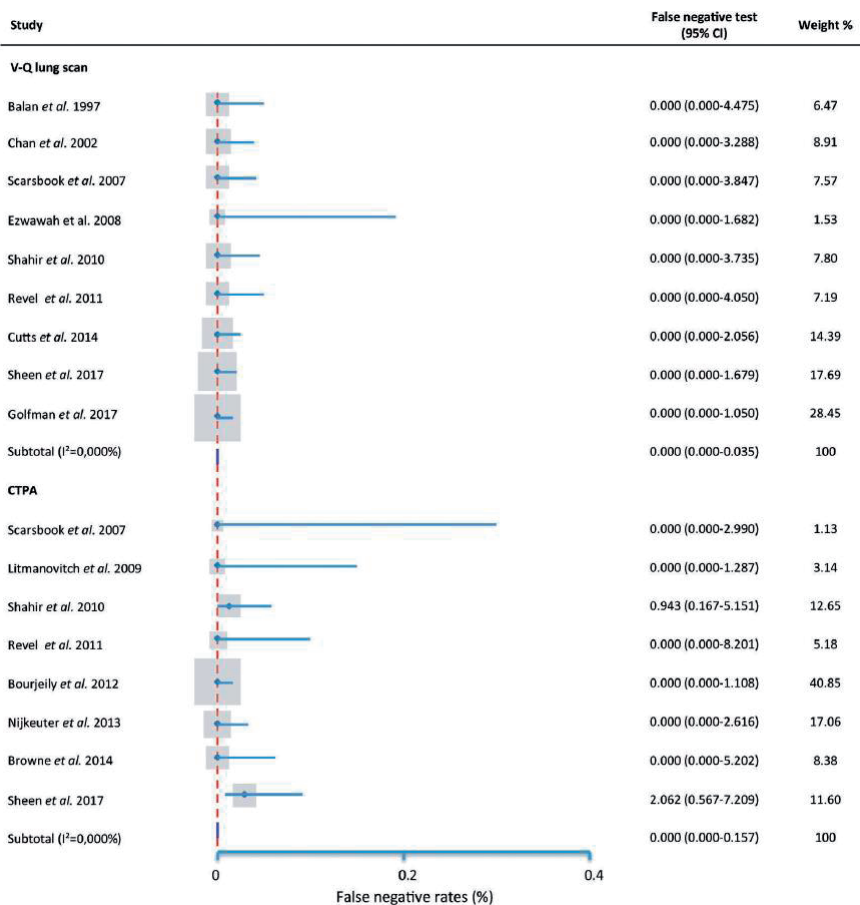 Study False negative test (95% CI) Weight %
V-Q lung scan
Balan et al. 1997 0.000 (0.000-4.475) 6.47
Chan et al. 2002 0.000 (0.000-3.288) 8.91
Scarsbook et al. 2007 0.000 (0.000-3.847) 7.57
Ezwawah et al. 2008 0.000 (0.000-1.682) 1.53
Shahir et al. 2010 0.000 (0.000-3.735) 7.80
Revel et al. 2011 0.000 (0.000-4.050) 7.19
Cutts et al. 2014 0.000 (0.000-2.056) 14.39
Sheen et al. 2017 0.000 (0.000-1.679) 17.69
Golfman et al. 2017 0.000 (0.000-1.050) 28.45
Subtotal (I²=0,000%) 0.000 (0.000-0.035) 100
CTPA
Scarsbook et al. 2007 0.000 (0.000-2.990) 1.13
Litmanovitch et al. 2009 0.000 (0.000-1.287) 3.14
Shahir et al. 2010 0.943 (0.167-5.151) 12.65
Revel et al. 2011 0.000 (0.000-8.201) 5.18
Bourjeily et al. 2012 0.000 (0.000-1.108) 40.85
Nijkeuter et al. 2013 0.000 (0.000-2.616) 17.06
Browne et al. 2014 0.000 (0.000-5.202) 8.38
Sheen et al. 2017 2.062 (0.567-7.209) 11.60
Subtotal (I²=0,000%) 0.000 (0.000-0.157) 100
0 0.2 0.4
False negative rates (%)